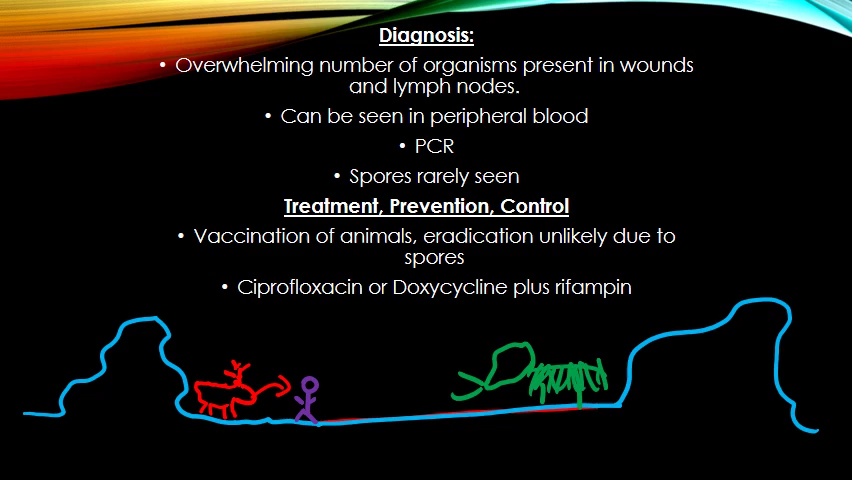 Diagnosis:
• Overwhelming number of organisms present in wounds
and lymph nodes.
• Can be seen in peripheral blood
• PCR
• Spores rarely seen
Treatment, Prevention, Control
• Vaccination of animals, eradication unlikely due to
spores
• Ciprofloxacin or Doxycycline plus rifampin